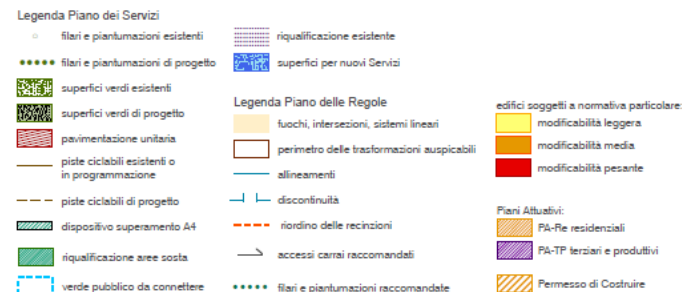 Legenda Piano dei Servizi
filari e piantumazioni esistenti
filari e piantumazioni di progetto
superfici verdi esistenti
superfici verdi di progetto
pavimentazione unitaria
piste ciclabili esistenti o
in programmazione
piste ciclabili di progetto
dispositivo superamento A4
riqualificazione aree sosta
verde pubblico da connettere
riqualificazione esistente
superfici per nuovi Servizi
Legenda Piano delle Regole
fuochi, intersezioni, sistemi lineari
perimetro delle trasformazioni auspicabili
allineamenti
discontinuità
riordino delle recinzioni
accessi carrai raccomandati
filari e piantumazioni raccomandate
edifici soggetti a normativa particolare:
modificabilità leggera
modificabilità media
modificabilità pesante
Piani Attuativi:
PA-Re residenziali
PA-TP terziari e produttivi
Permesso di Costruire